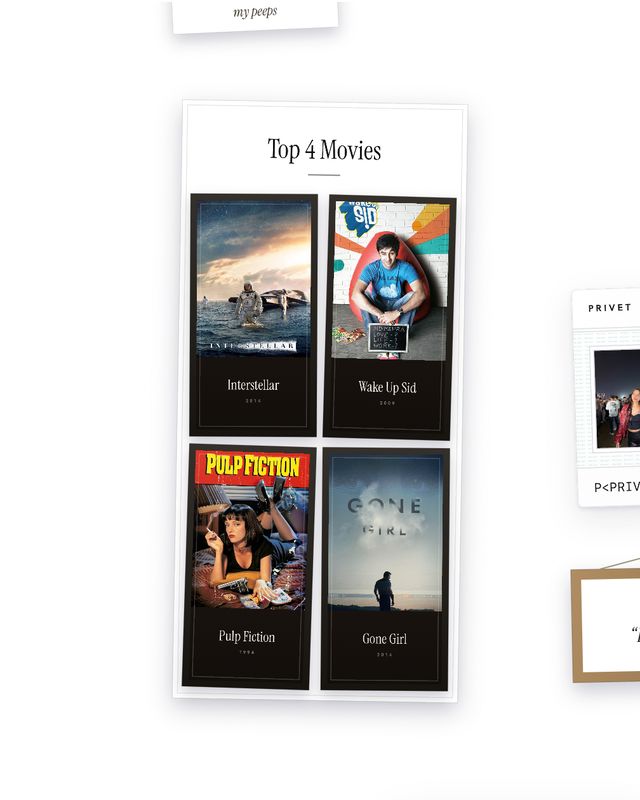 my peeps
Top 4 Movies
INTERSTELLAR
Interstellar
2014
SID
Wake Up Sid
2009
PULP FICTION
Pulp Fiction
1994
GONE
GIRL
Gone Girl
2014
PRIVET
P<PRIV